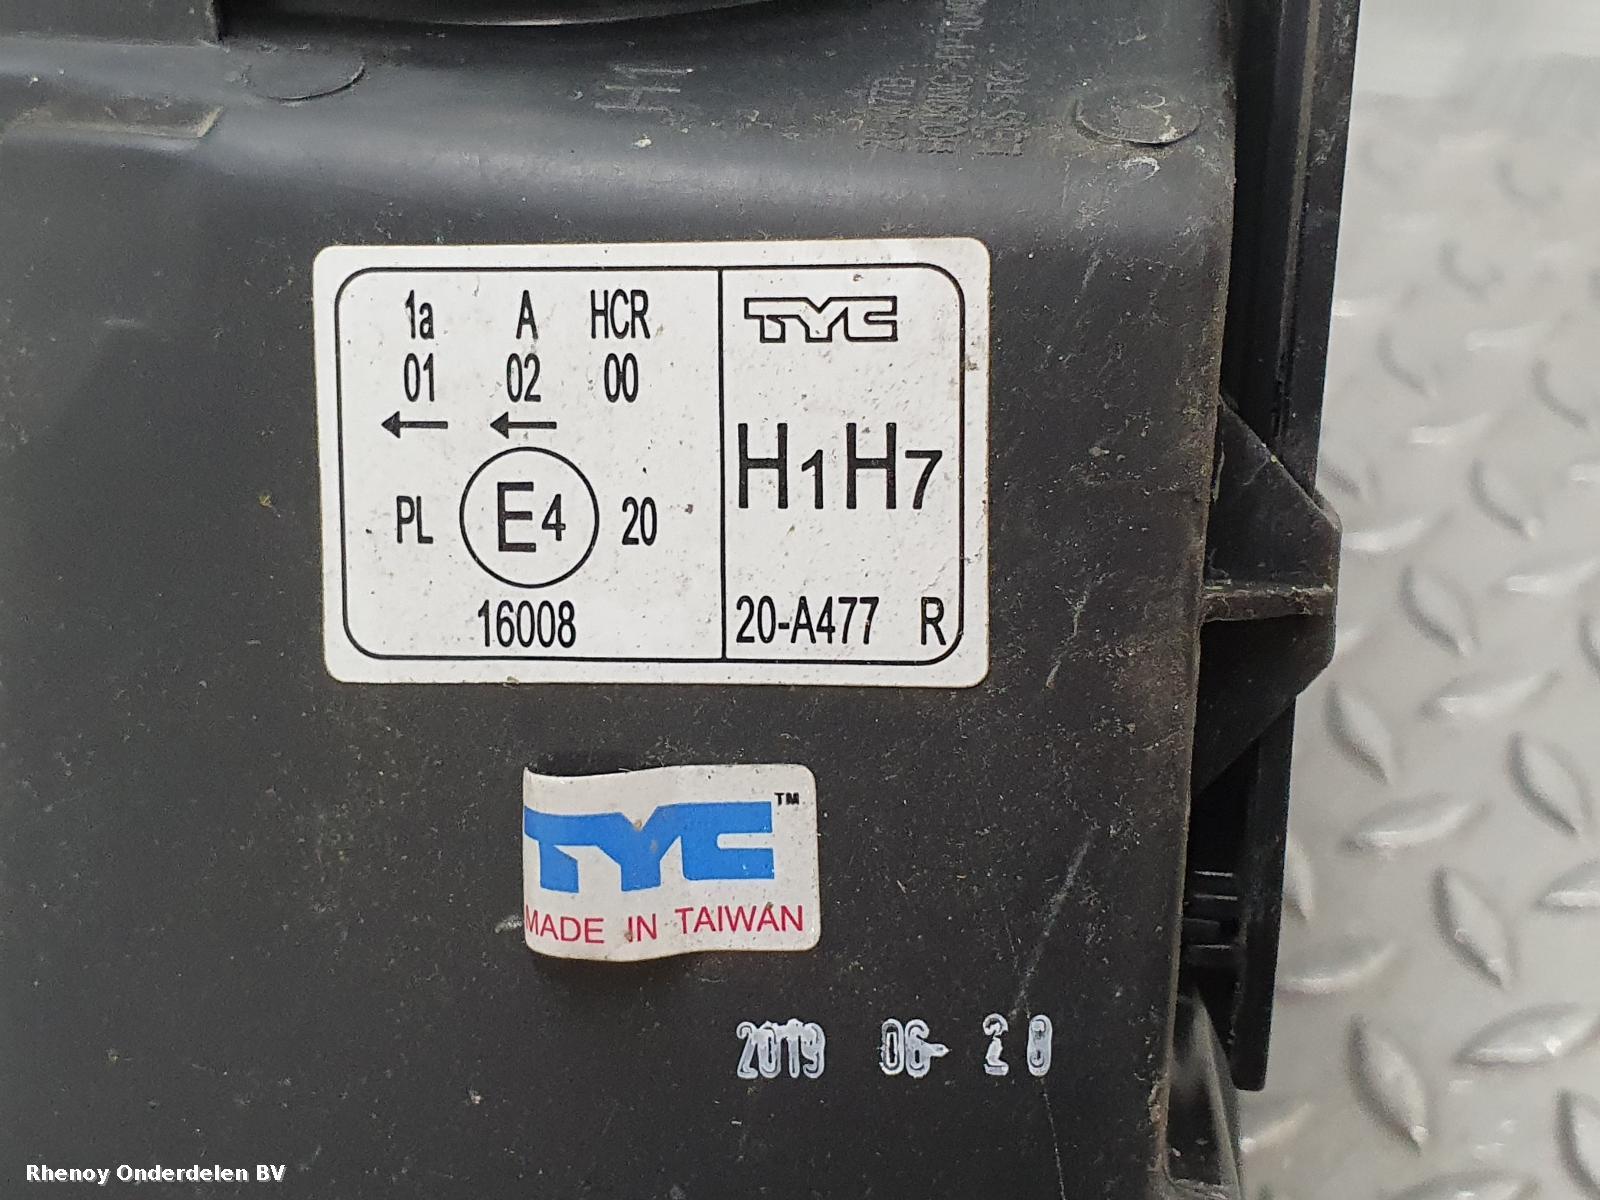 1a A HCR
01 02 00
← ←
PL E4 20
16008
TYC
H1H7
20-A477 R
TYC™
MADE IN TAIWAN
2019 06- 28
Rhenoy Onderdelen BV